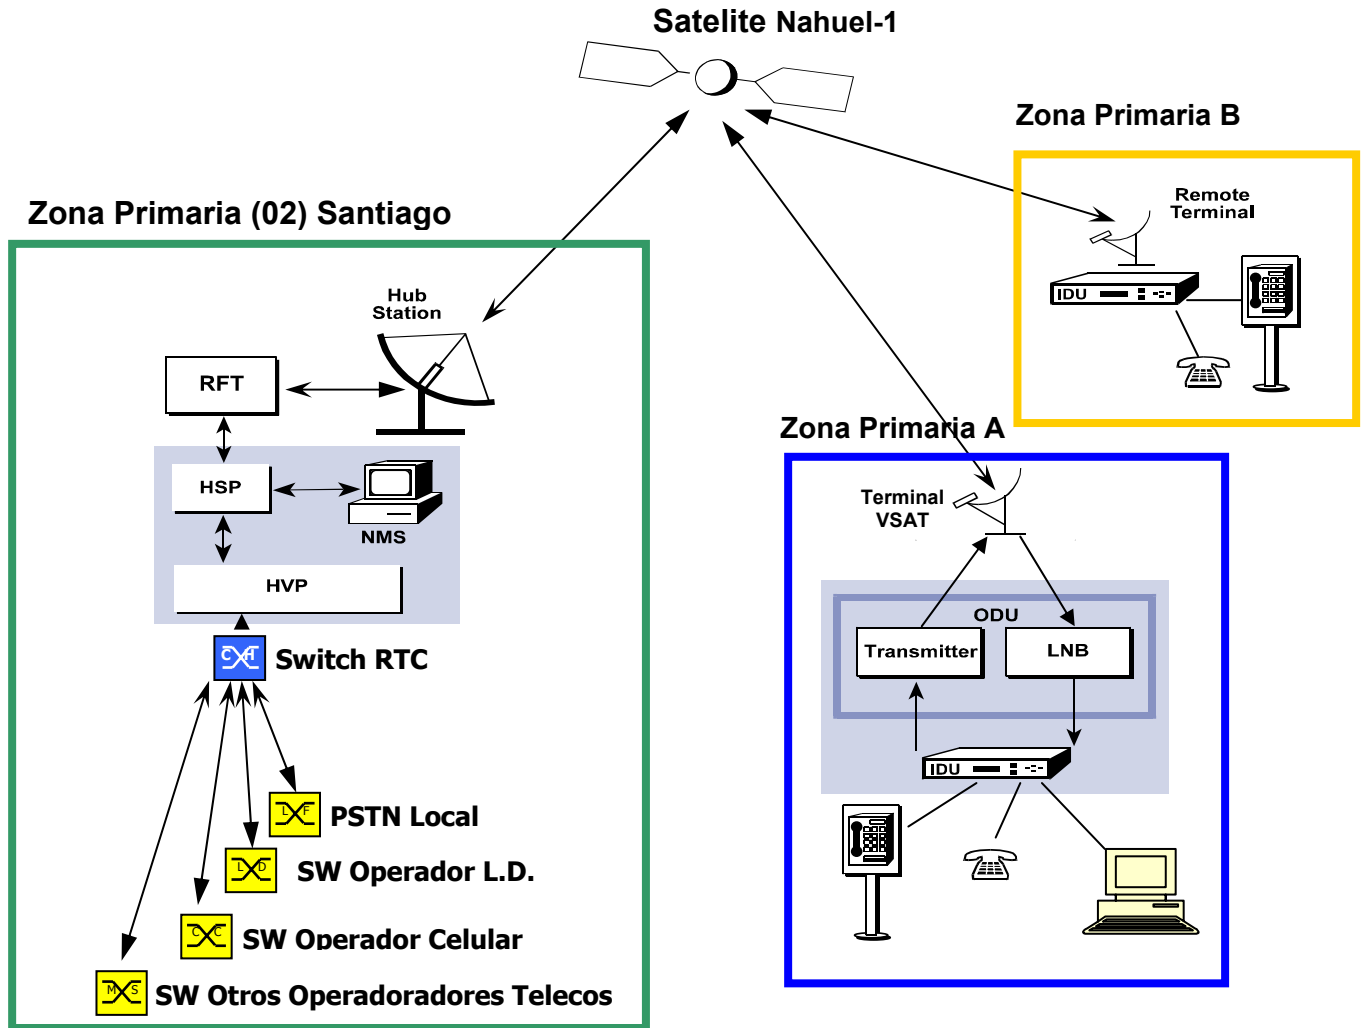 Satelite Nahuel-1
Zona Primaria B
Remote
Terminal
IDU
Zona Primaria (02) Santiago
Hub
Station
RFT
HSP
NMS
HVP
C H
Switch RTC
L F
PSTN Local
L D
SW Operador L.D.
C C
SW Operador Celular
M S
SW Otros Operadoradores Telecos
Zona Primaria A
Terminal
VSAT
ODU
Transmitter
LNB
IDU